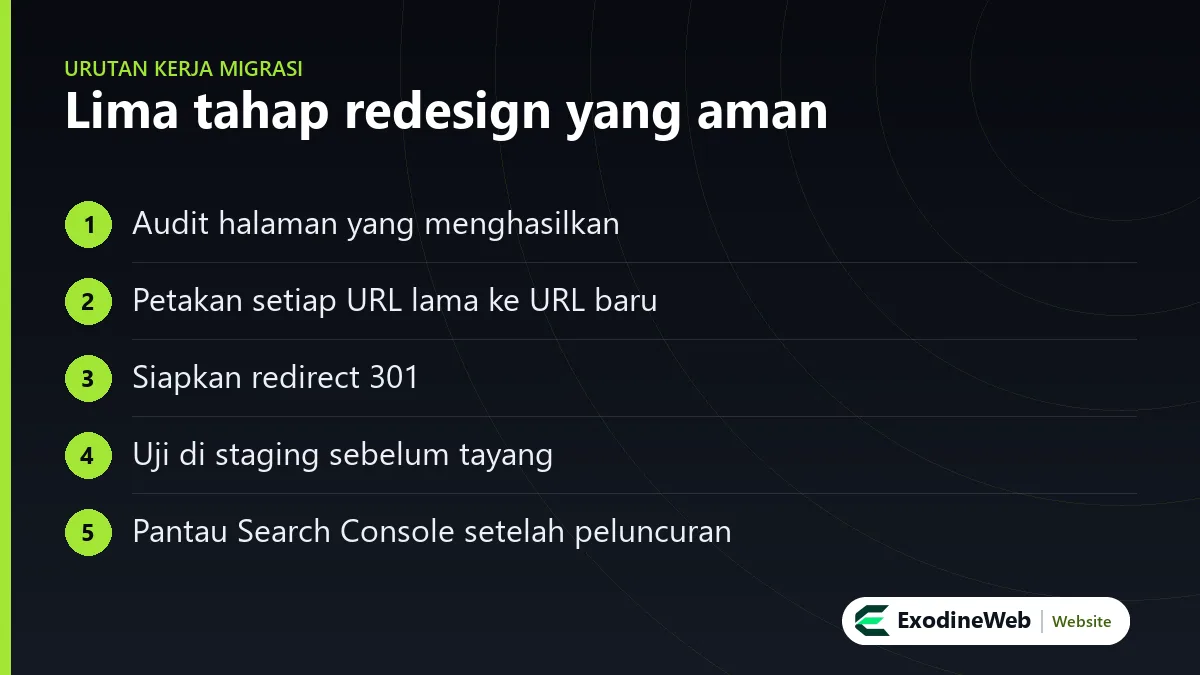 URUTAN KERJA MIGRASI
Lima tahap redesign yang aman
1 Audit halaman yang menghasilkan
2 Petakan setiap URL lama ke URL baru
3 Siapkan redirect 301
4 Uji di staging sebelum tayang
5 Pantau Search Console setelah peluncuran
ExodineWeb | Website